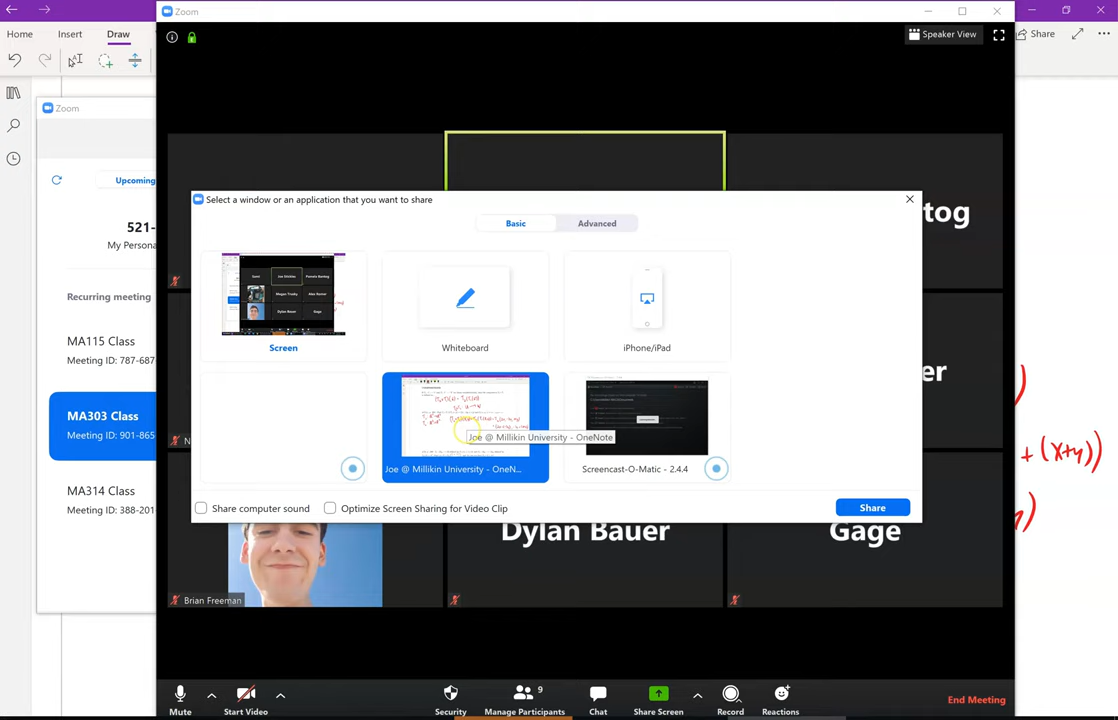 Zoom
Home
Insert
Draw
Share
Speaker View
Zoom
Upcoming
521-
My Persona
Recurring meeting
MA115 Class
Meeting ID: 787-687
MA303 Class
Meeting ID: 901-865
MA314 Class
Meeting ID: 388-201-
tog
er
Select a window or an application that you want to share
Basic
Advanced
Screen
Whiteboard
iPhone/iPad
Joe @ Millikin University - OneNote
Joe @ Millikin University - OneN...
Screencast-O-Matic - 2.4.4
Share computer sound
Optimize Screen Sharing for Video Clip
Share
N
+ (x+y))
Dylan Bauer
Gage
Brian Freeman
Mute
Start Video
Security
9
Manage Participants
Chat
Share Screen
Record
Reactions
End Meeting